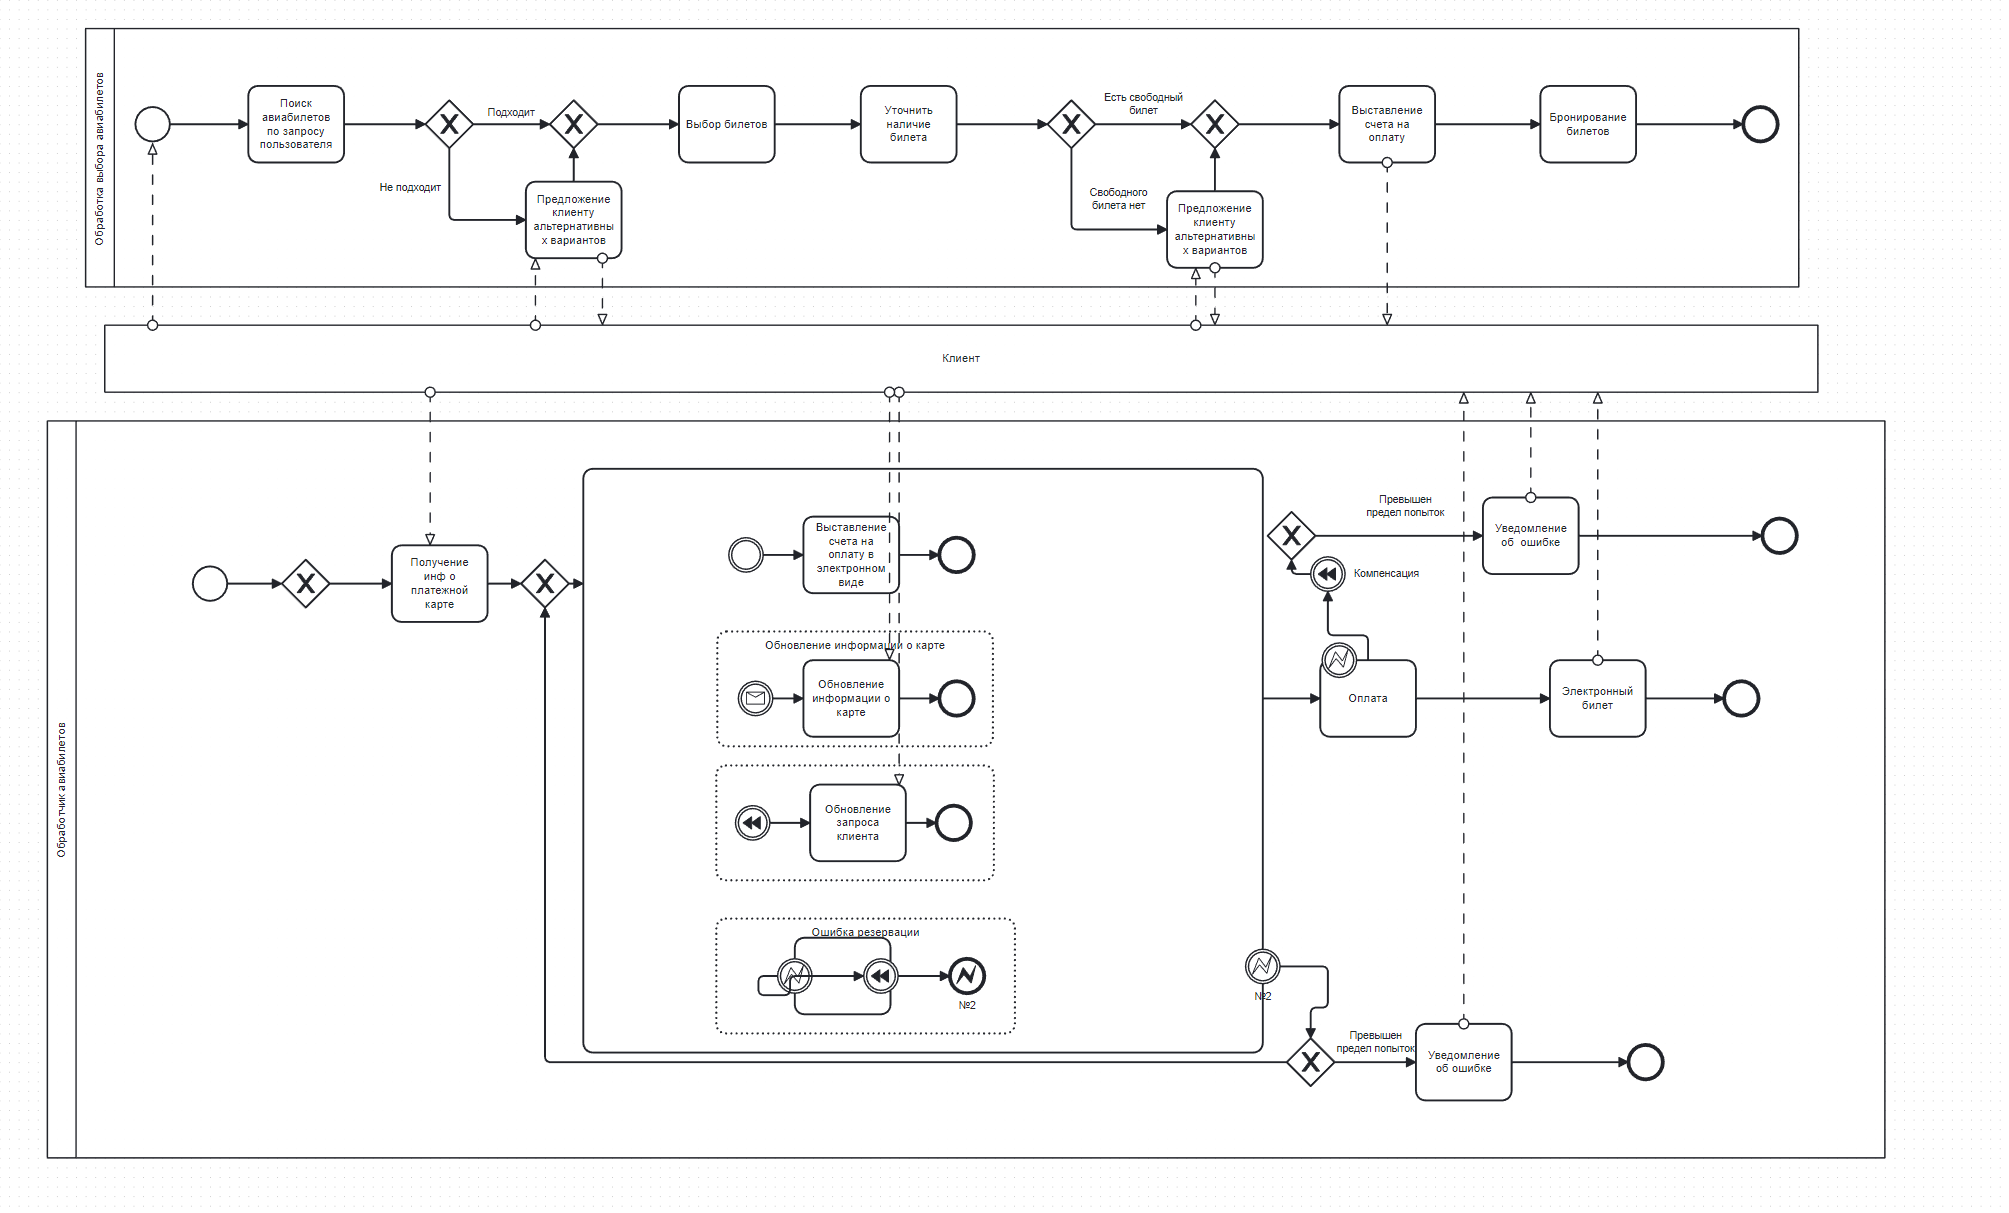 Обработка выбора авиабилетов
Поиск
авиабилетов
по запросу
пользователя
Подходит
Не подходит
Предложение
клиенту
альтернативны
х вариантов
Выбор билетов
Уточнить
наличие
билета
Есть свободный
билет
Свободного
билета нет
Предложение
клиенту
альтернативны
х вариантов
Выставление
счета на
оплату
Бронирование
билетов
Клиент
Обработчик авиабилетов
Получение
инф о
платежной
карте
Выставление
счета на
оплату в
электронном
виде
Обновление информации о карте
Обновление
информации о
карте
Обновление
запроса
клиента
Ошибка резервации
№2
№2
Превышен
предел попыток
Уведомление
об ошибке
Компенсация
Оплата
Электронный
билет
Превышен
предел попыток
Уведомление
об ошибке